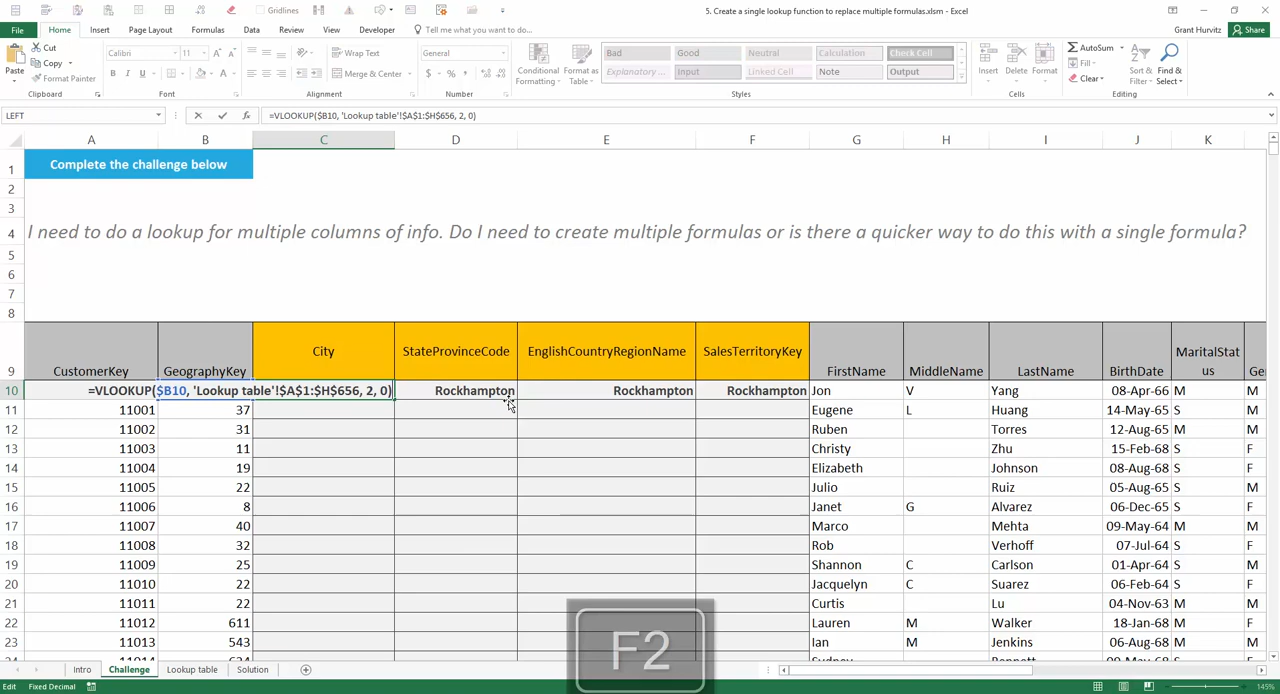 Gridlines
5. Create a single lookup function to replace multiple formulas.xlsm - Excel
File Home Insert Page Layout Formulas Data Review View Developer Tell me what you want to do...
Grant Hurvitz Share
Paste Cut Copy Format Painter Clipboard
Calibri 11 B I U Font
Wrap Text Merge & Center Alignment
General $ % Number
Conditional Formatting Format as Table
Bad Good Neutral Calculation Check Cell
Explanatory ... Input Linked Cell Note Output
Styles
Insert Delete Format Cells
AutoSum Fill Clear Sort & Filter Find & Select Editing
LEFT fx =VLOOKUP($B10, 'Lookup table'!$A$1:$H$656, 2, 0)
A B C D E F G H I J K
1 Complete the challenge below
2
3
4 I need to do a lookup for multiple columns of info. Do I need to create multiple formulas or is there a quicker way to do this with a single formula?
5
6
7
8
9 CustomerKey GeographyKey City StateProvinceCode EnglishCountryRegionName SalesTerritoryKey FirstName MiddleName LastName BirthDate MaritalStatus Ge
10 =VLOOKUP($B10, 'Lookup table'!$A$1:$H$656, 2, 0) Rockhampton Rockhampton Rockhampton Jon V Yang 08-Apr-66 M M
11 11001 37 Eugene L Huang 14-May-65 S M
12 11002 31 Ruben Torres 12-Aug-65 M M
13 11003 11 Christy Zhu 15-Feb-68 S F
14 11004 19 Elizabeth Johnson 08-Aug-68 S F
15 11005 22 Julio Ruiz 05-Aug-65 S M
16 11006 8 Janet G Alvarez 06-Dec-65 S F
17 11007 40 Marco Mehta 09-May-64 M M
18 11008 32 Rob Verhoff 07-Jul-64 S F
19 11009 25 Shannon C Carlson 01-Apr-64 S M
20 11010 22 Jacquelyn C Suarez 06-Feb-64 S F
21 11011 22 Curtis Lu 04-Nov-63 M M
22 11012 611 Lauren M Walker 18-Jan-68 M F
23 11013 543 Ian M Jenkins 06-Aug-68 M M
F2
Intro Challenge Lookup table Solution
Edit Fixed Decimal 145%